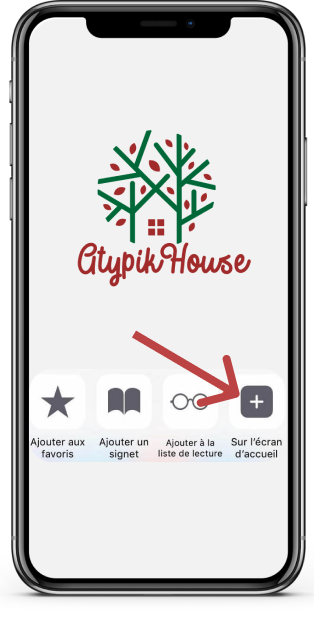 AtypikHouse
Ajouter aux
favoris
Ajouter un
signet
Ajouter à la
liste de lecture
Sur l'écran
d'accueil